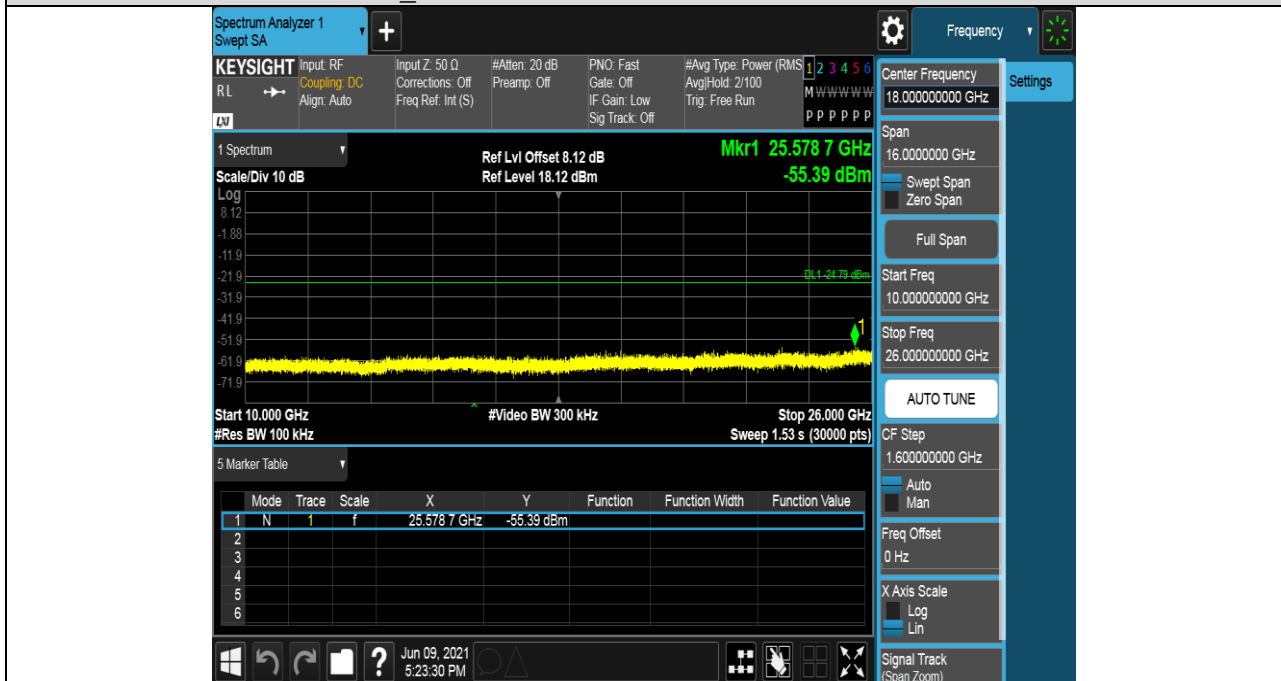 Spectrum Analyzer 1
Swept SA
+
Frequency
KEYSIGHT
RL
LXI
Input: RF
Coupling: DC
Align: Auto
Input Z: 50 Ω
Corrections: Off
Freq Ref: Int (S)
#Atten: 20 dB
Preamp: Off
PNO: Fast
Gate: Off
IF Gain: Low
Sig Track: Off
#Avg Type: Power (RMS
Avg|Hold: 2/100
Trig: Free Run
1 2 3 4 5 6
M W W W W W
P P P P P P
1 Spectrum
Scale/Div 10 dB
Ref Lvl Offset 8.12 dB
Ref Level 18.12 dBm
Mkr1 25.578 7 GHz
-55.39 dBm
Log
8.12
-1.88
-11.9
-21.9
-31.9
-41.9
-51.9
-61.9
-71.9
DL1 -24.79 dBm
1
Start 10.000 GHz
#Res BW 100 kHz
#Video BW 300 kHz
Stop 26.000 GHz
Sweep 1.53 s (30000 pts)
5 Marker Table
Mode Trace Scale X Y Function Function Width Function Value
1 N 1 f 25.578 7 GHz -55.39 dBm
2
3
4
5
6
?
Jun 09, 2021
5:23:30 PM
Center Frequency
18.000000000 GHz
Span
16.0000000 GHz
Swept Span
Zero Span
Full Span
Start Freq
10.000000000 GHz
Stop Freq
26.000000000 GHz
AUTO TUNE
CF Step
1.600000000 GHz
Auto
Man
Freq Offset
0 Hz
X Axis Scale
Log
Lin
Signal Track
(Span Zoom)
Settings